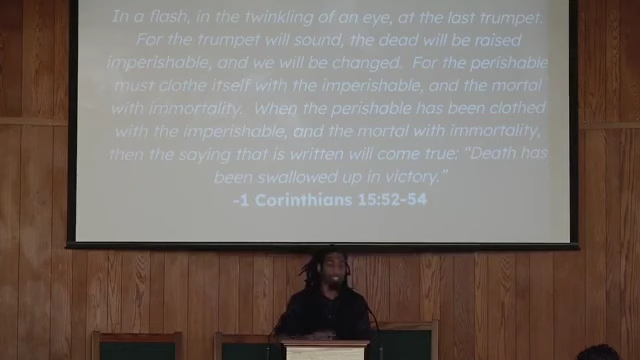 In a flash, in the twinkling of an eye, at the last trumpet.
For the trumpet will sound, the dead will be raised
imperishable, and we will be changed. For the perishable
must clothe itself with the imperishable, and the mortal
with immortality. When the perishable has been clothed
with the imperishable, and the mortal with immortality,
then the saying that is written will come true: “Death has
been swallowed up in victory.”
-1 Corinthians 15:52-54